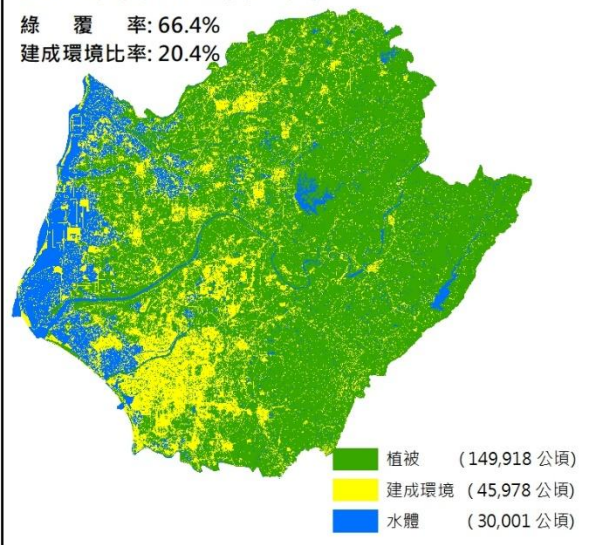 綠覆率: 66.4%
建成環境比率: 20.4%
植被 (149,918 公頃)
建成環境 (45,978 公頃)
水體 (30,001 公頃)